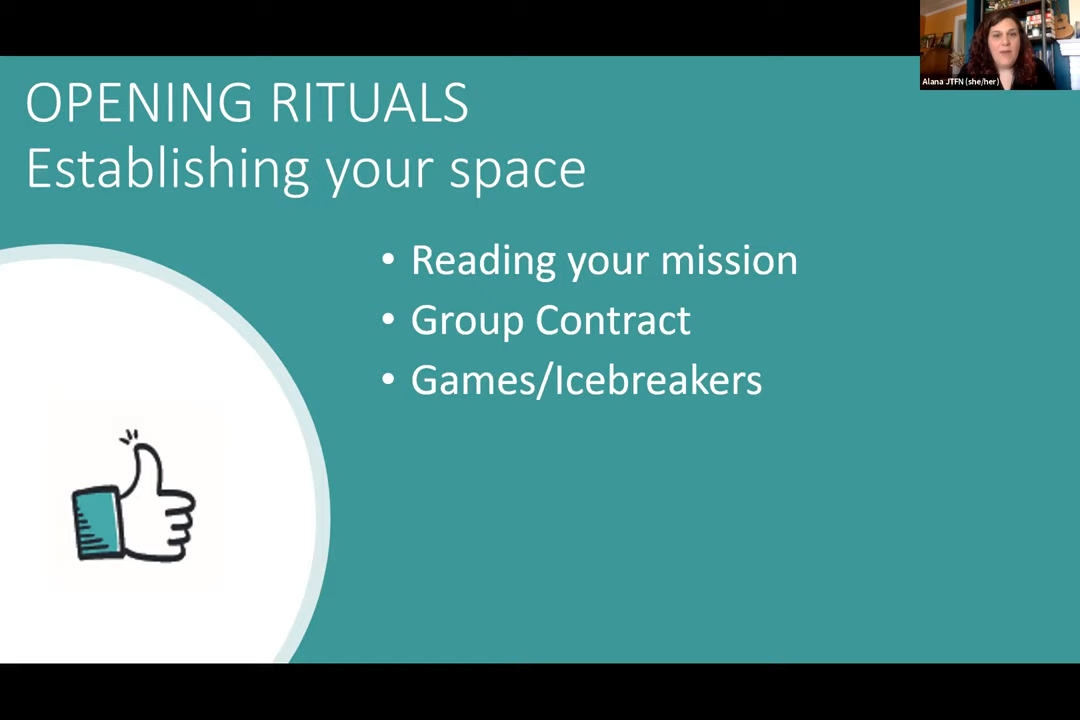 Alana JTFN (she/her)
OPENING RITUALS
Establishing your space
• Reading your mission
• Group Contract
• Games/Icebreakers